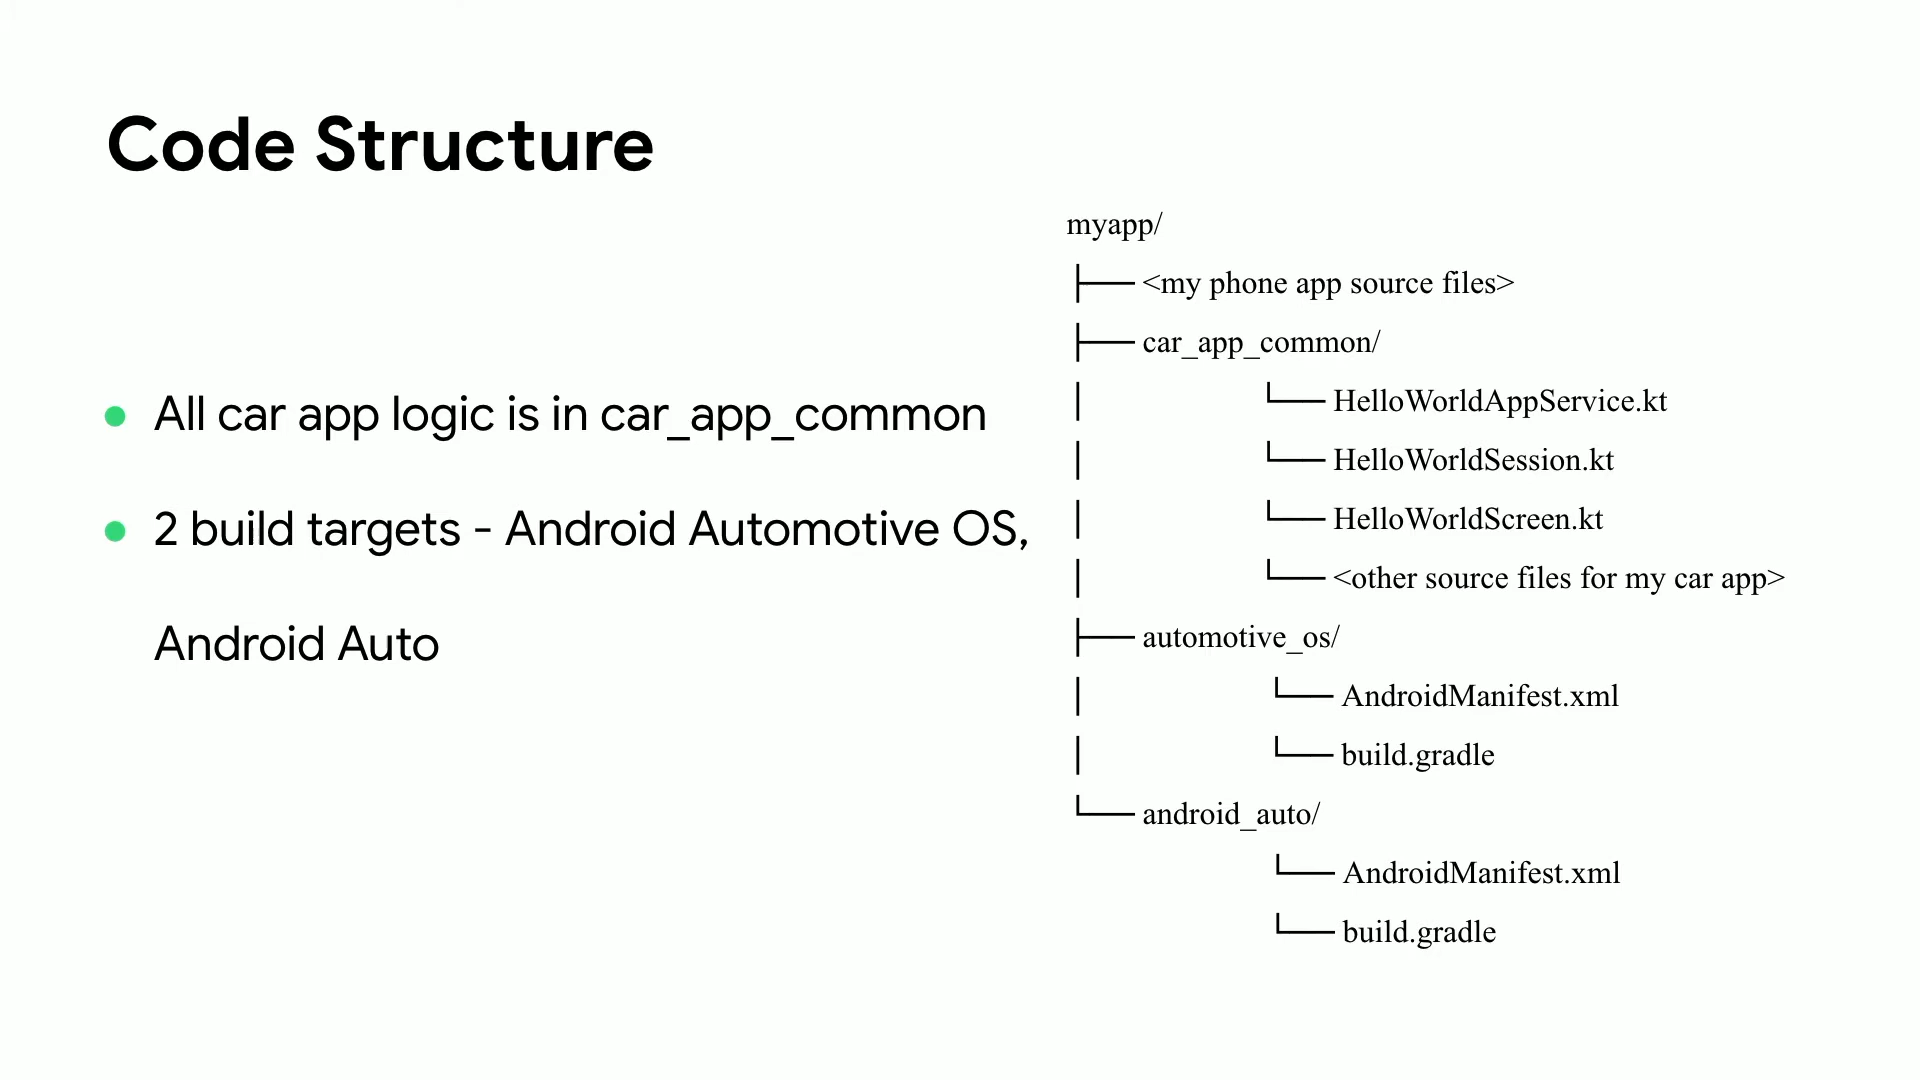 Code Structure
All car app logic is in car_app_common
2 build targets - Android Automotive OS,
Android Auto
myapp/
├── <my phone app source files>
├── car_app_common/
│ └── HelloWorldAppService.kt
│ └── HelloWorldSession.kt
│ └── HelloWorldScreen.kt
│ └── <other source files for my car app>
├── automotive_os/
│ └── AndroidManifest.xml
│ └── build.gradle
└── android_auto/
└── AndroidManifest.xml
└── build.gradle